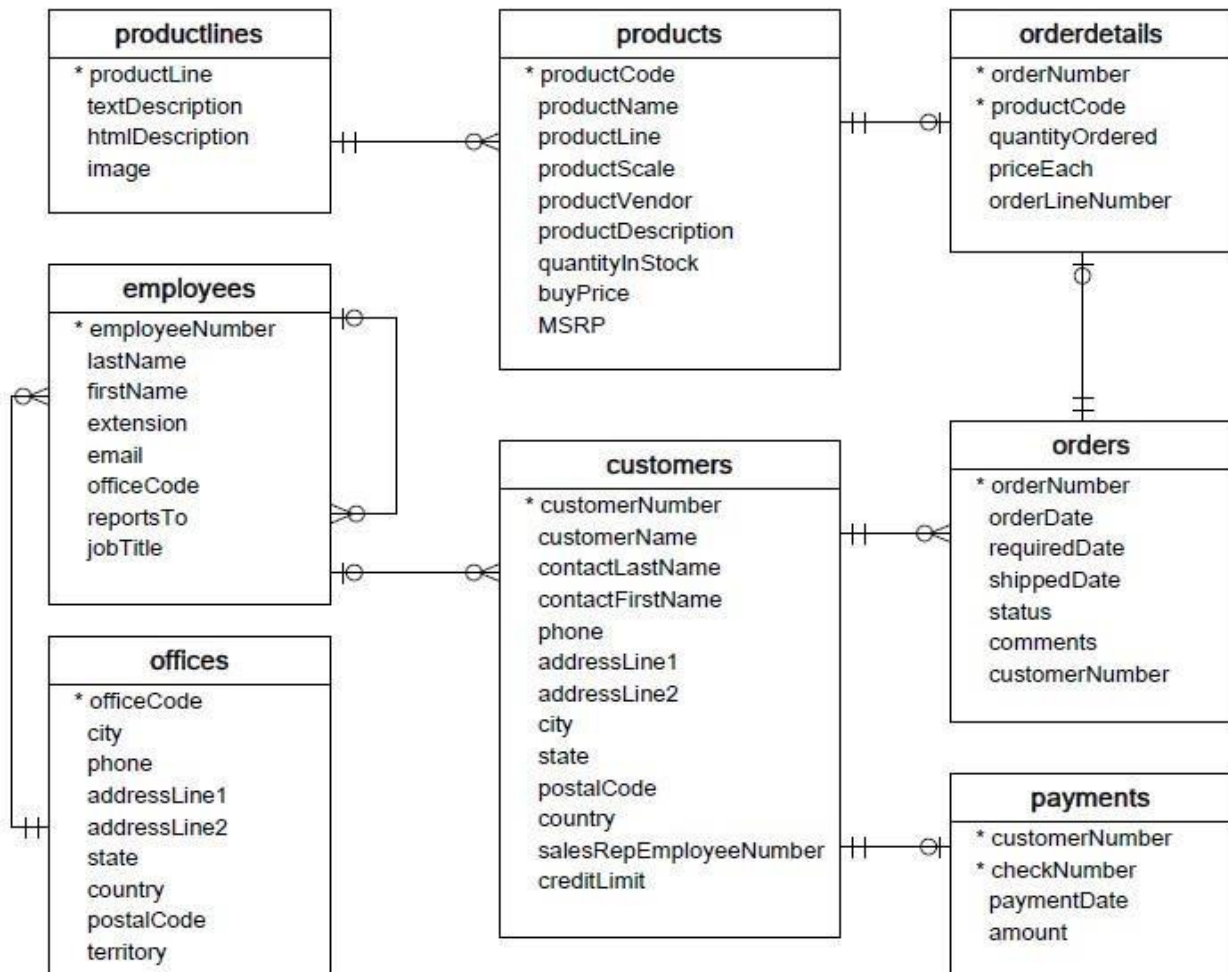 productlines
* productLine
textDescription
htmlDescription
image
products
* productCode
productName
productLine
productScale
productVendor
productDescription
quantityInStock
buyPrice
MSRP
orderdetails
* orderNumber
* productCode
quantityOrdered
priceEach
orderLineNumber
employees
* employeeNumber
lastName
firstName
extension
email
officeCode
reportsTo
jobTitle
customers
* customerNumber
customerName
contactLastName
contactFirstName
phone
addressLine1
addressLine2
city
state
postalCode
country
salesRepEmployeeNumber
creditLimit
orders
* orderNumber
orderDate
requiredDate
shippedDate
status
comments
customerNumber
offices
* officeCode
city
phone
addressLine1
addressLine2
state
country
postalCode
territory
payments
* customerNumber
* checkNumber
paymentDate
amount